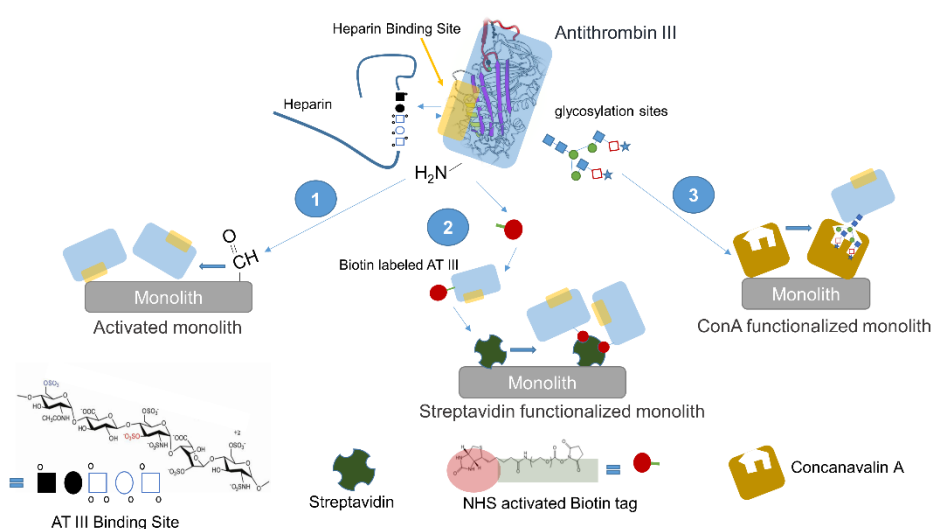 Heparin Binding Site
Antithrombin III
Heparin
glycosylation sites
H₂N
1
2
3
O
CH
Biotin labeled AT III
Monolith
Activated monolith
Monolith
Streptavidin functionalized monolith
Monolith
ConA functionalized monolith
Streptavidin
NHS activated Biotin tag
Concanavalin A
AT III Binding Site